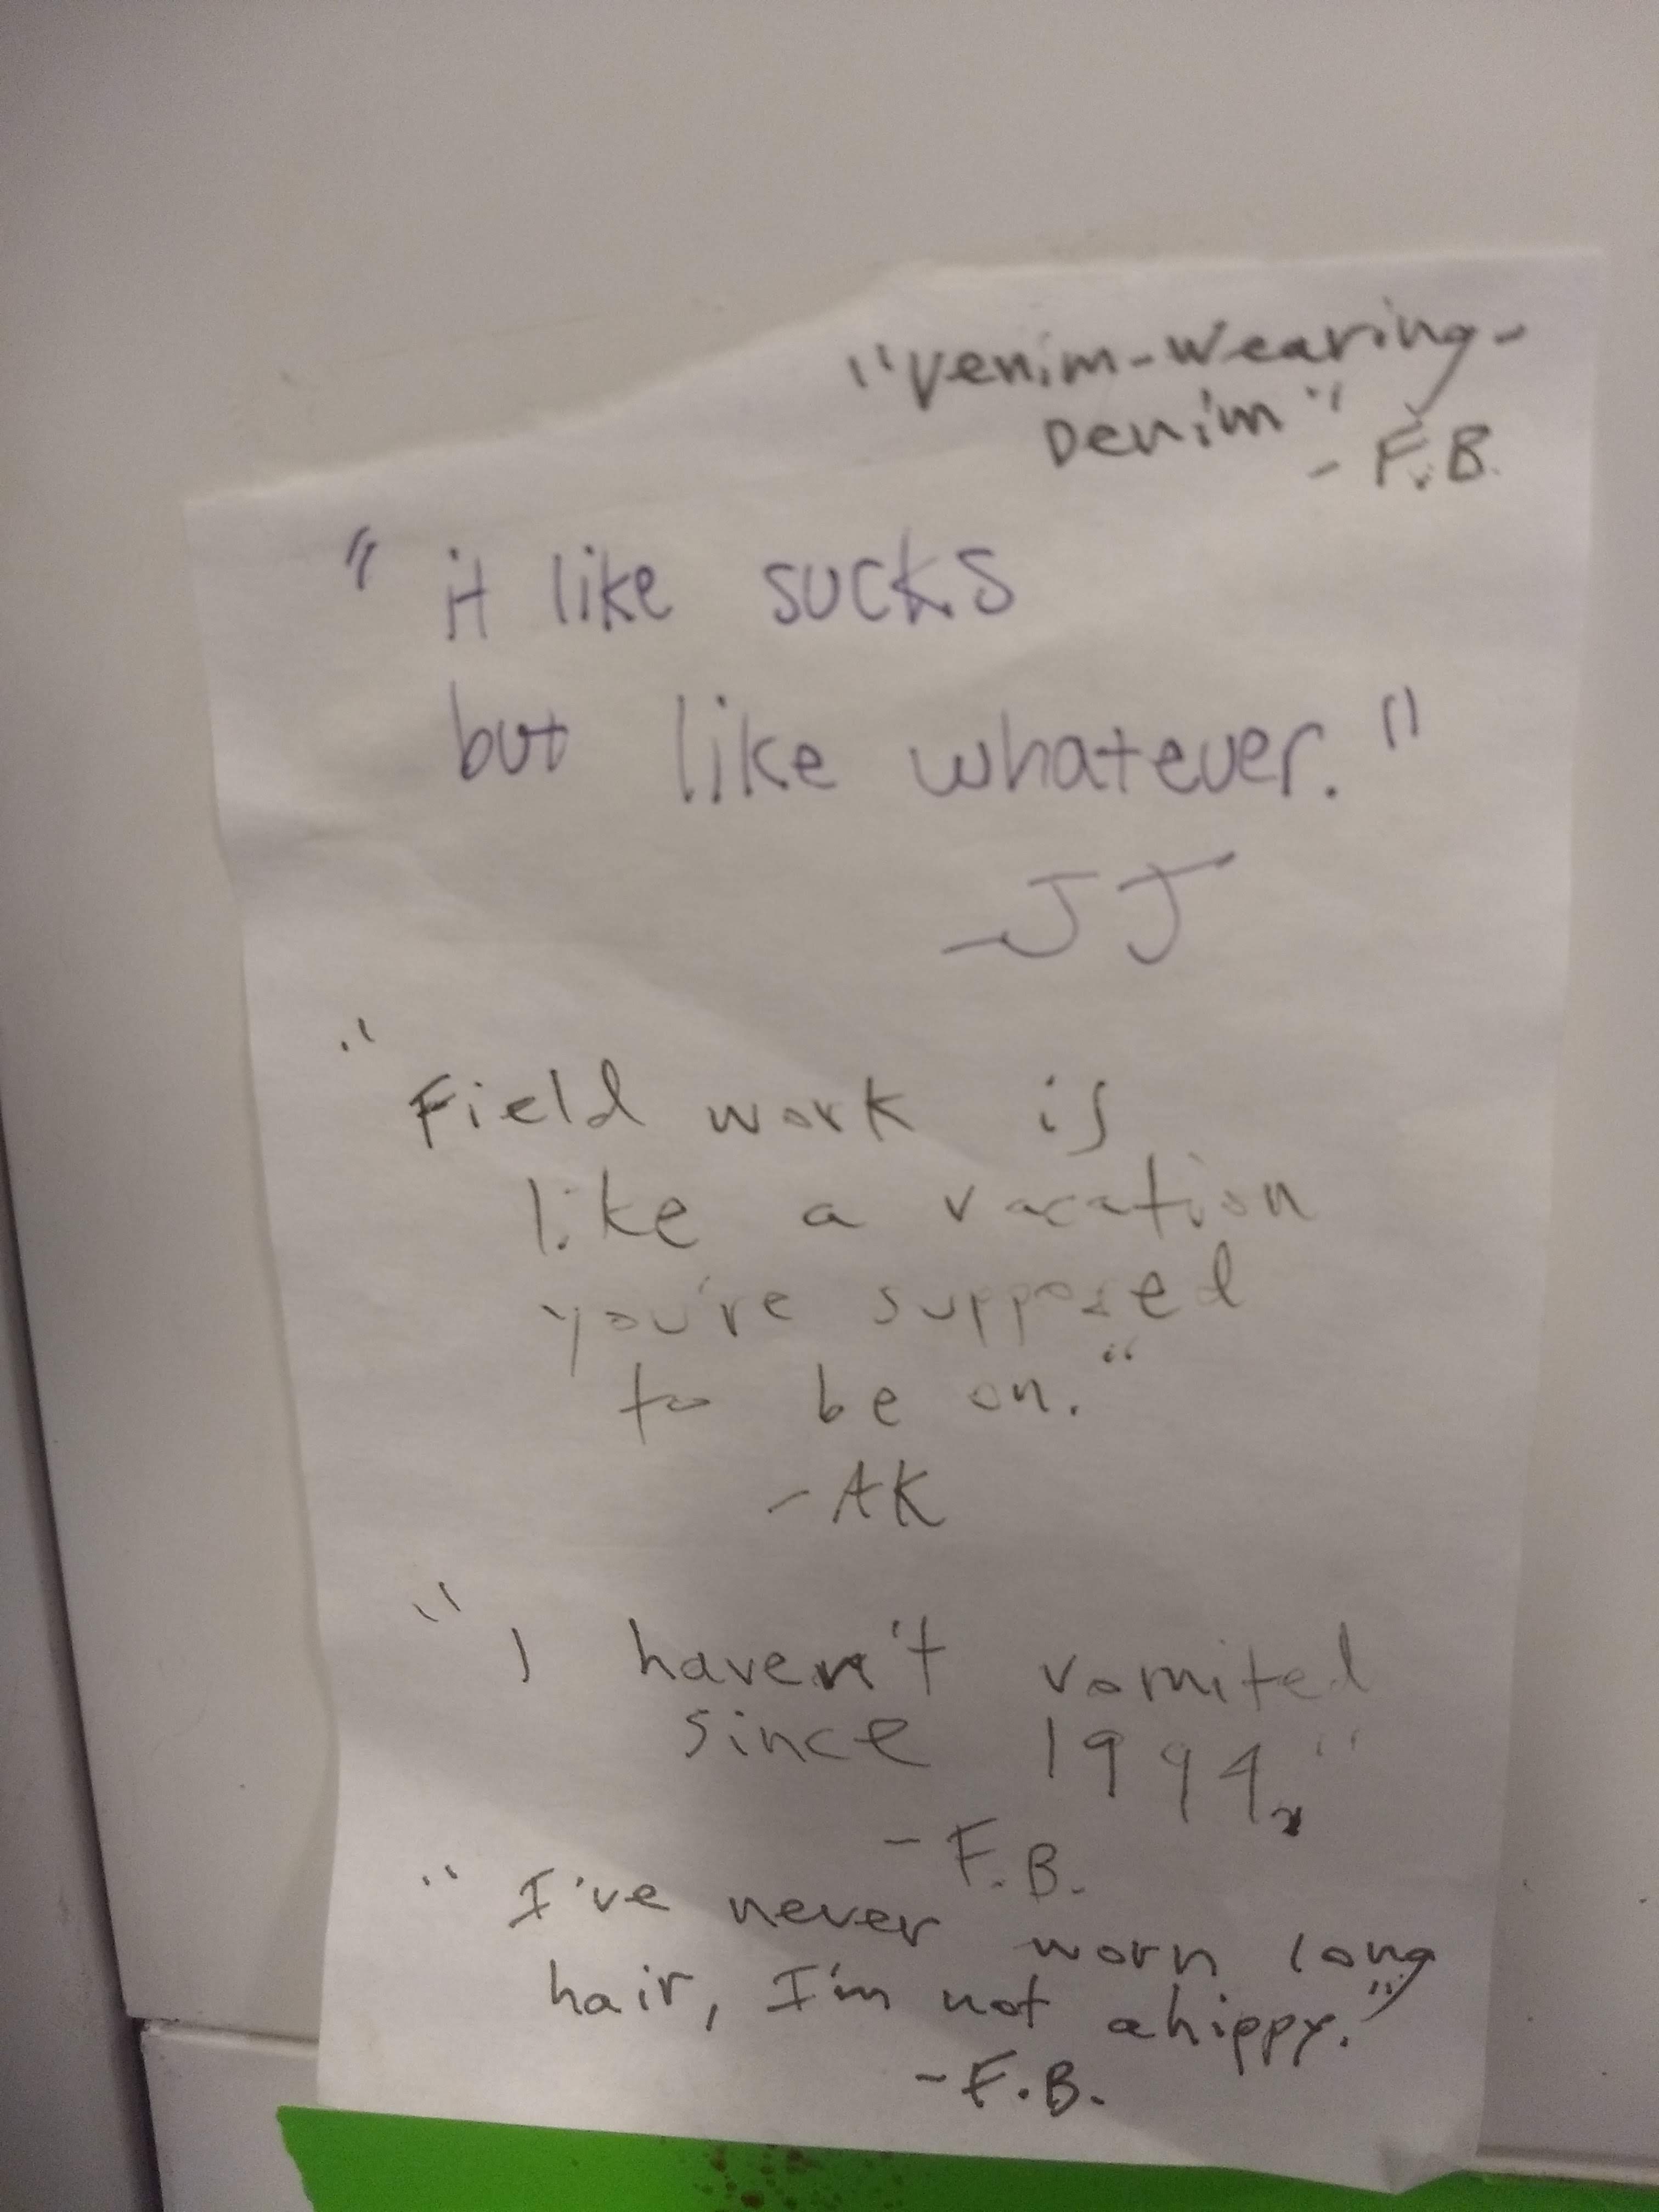 "Venim-Wearing-
Denim"
- F.B.
"it like sucks
but like whatever."
- JJ
"Field work is
like a vacation
you're supposed
to be on."
- AK
"I haven't vomited
since 1994."
- F.B.
"I've never worn long
hair, I'm not a hippy."
- F.B.